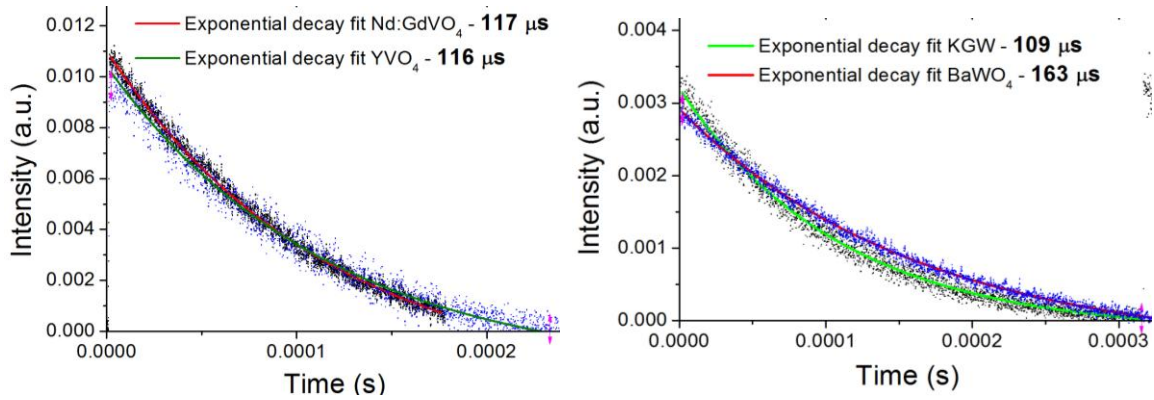 Exponential decay fit Nd:GdVO₄ - 117 µs
Exponential decay fit YVO₄ - 116 µs
0.012
0.010
0.008
0.006
0.004
0.002
0.000
Intensity (a.u.)
0.0000 0.0001 0.0002
Time (s)
Exponential decay fit KGW - 109 µs
Exponential decay fit BaWO₄ - 163 µs
0.004
0.003
0.002
0.001
0.000
Intensity (a.u.)
0.0000 0.0001 0.0002 0.0003
Time (s)